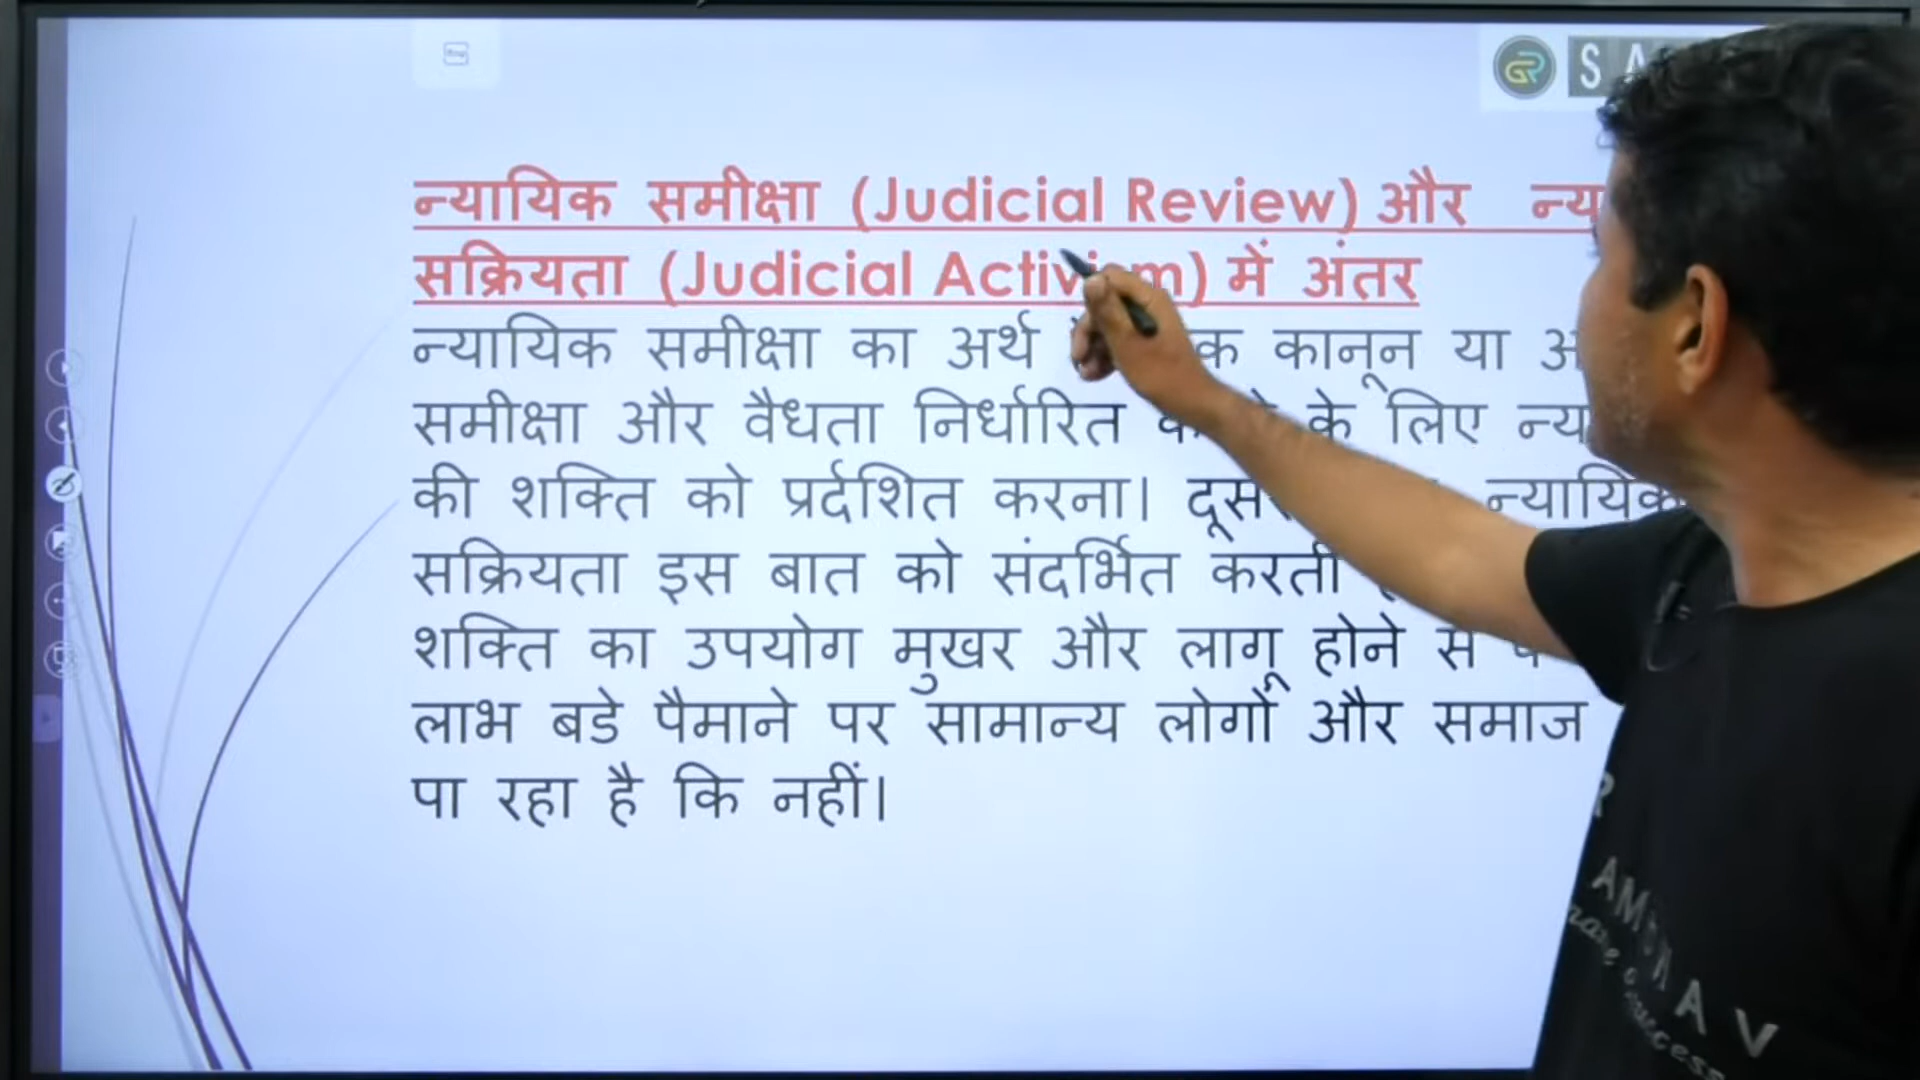 S A
न्यायिक समीक्षा (Judicial Review) और
सक्रियता (Judicial Activism) में अंतर
न्यायिक समीक्षा का अर्थ कानून या
समीक्षा और वैधता निर्धारित के लिए
की शक्ति को प्रर्दशित करना। न्यायिक
सक्रियता इस बात को संदर्भित करती
शक्ति का उपयोग मुखर और लागू होने से
लाभ बडे पैमाने पर सामान्य लोगों और समाज
पा रहा है कि नहीं।